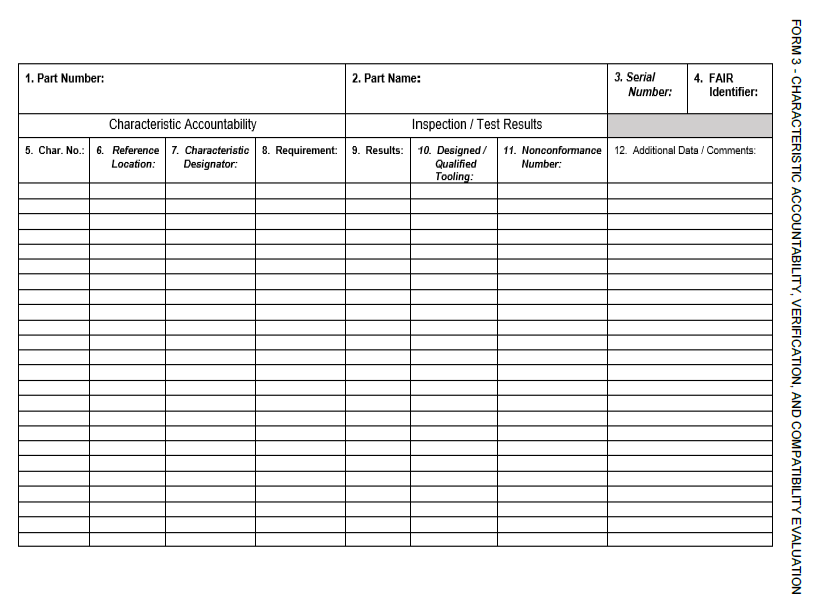 FORM 3 - CHARACTERISTIC ACCOUNTABILITY, VERIFICATION, AND COMPATIBILITY EVALUATION
1. Part Number:
2. Part Name:
3. Serial
Number:
4. FAIR
Identifier:
Characteristic Accountability
Inspection / Test Results
5. Char. No.:
6. Reference
Location:
7. Characteristic
Designator:
8. Requirement:
9. Results:
10. Designed /
Qualified
Tooling:
11. Nonconformance
Number:
12. Additional Data / Comments: